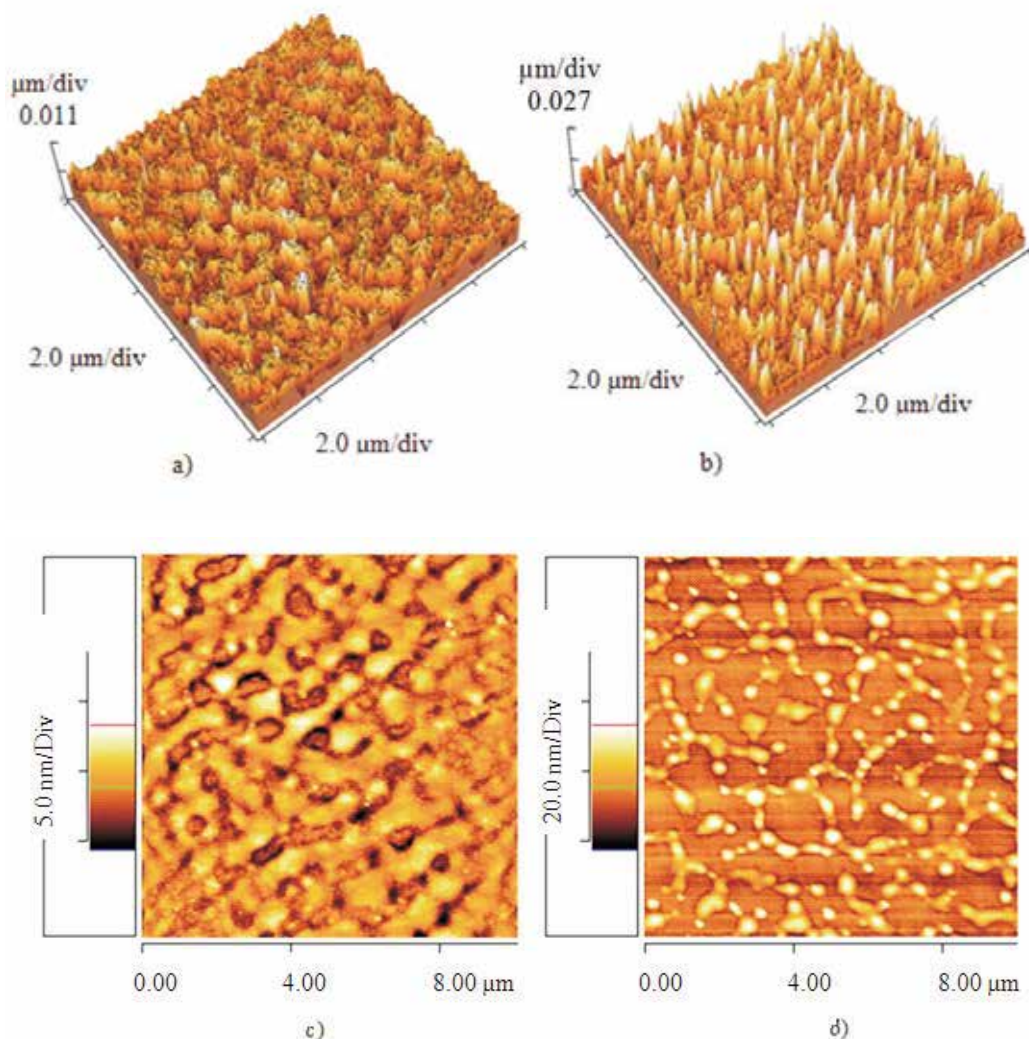 μm/div
0.011
2.0 μm/div
2.0 μm/div
a)
μm/div
0.027
2.0 μm/div
2.0 μm/div
b)
5.0 nm/Div
0.00 4.00 8.00 μm
c)
20.0 nm/Div
0.00 4.00 8.00 μm
d)